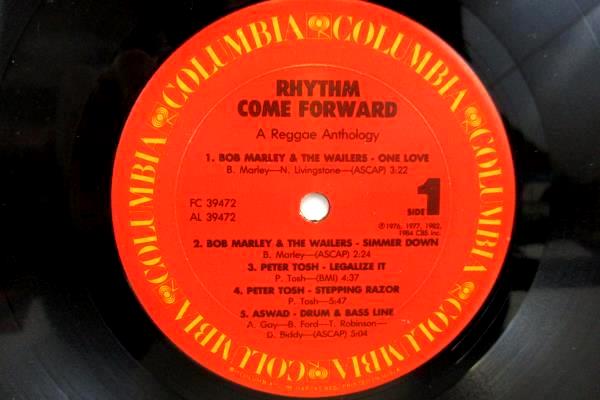 COLUMBIA COLUMBIA COLUMBIA COLUMBIA COLUMBIA COLUMBIA
RHYTHM
COME FORWARD
A Reggae Anthology
1. BOB MARLEY & THE WAILERS - ONE LOVE
B. Marley—N. Livingstone—(ASCAP) 3:22
FC 39472
AL 39472
SIDE 1
℗1976, 1977, 1982,
1984 CBS Inc.
2. BOB MARLEY & THE WAILERS - SIMMER DOWN
B. Marley—(ASCAP) 2:24
3. PETER TOSH - LEGALIZE IT
P. Tosh—(BMI) 4:37
4. PETER TOSH - STEPPING RAZOR
P. Tosh—5:47
5. ASWAD - DRUM & BASS LINE
A. Gay—B. Ford—T. Robinson—
D. Biddy—(ASCAP) 5:04